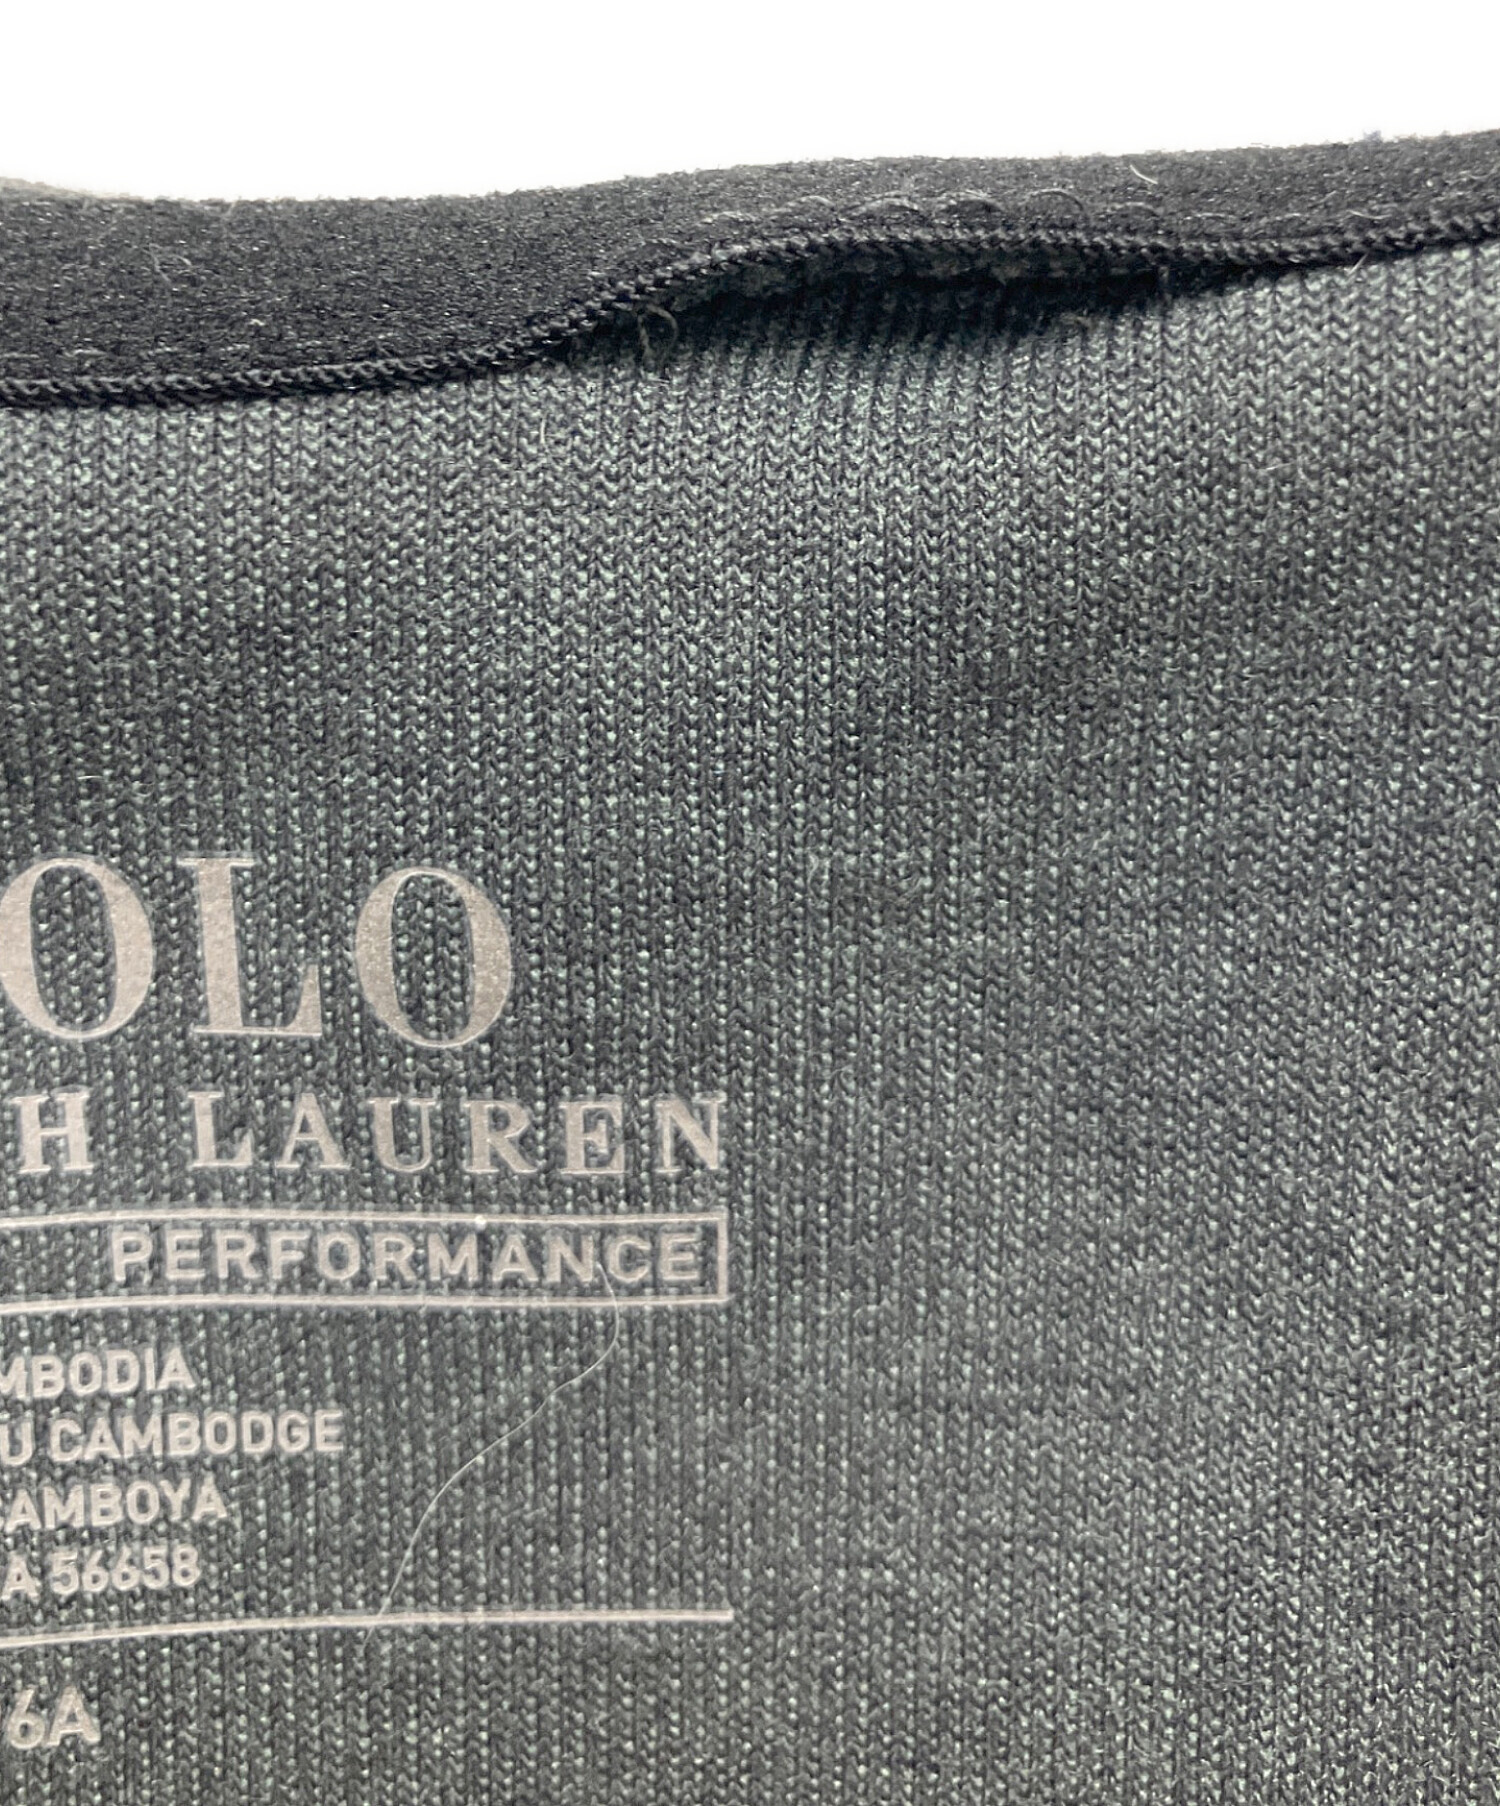 OLO
H LAUREN
PERFORMANCE
MBODIA
U CAMBODGE
CAMBOYA
A 56658
6A